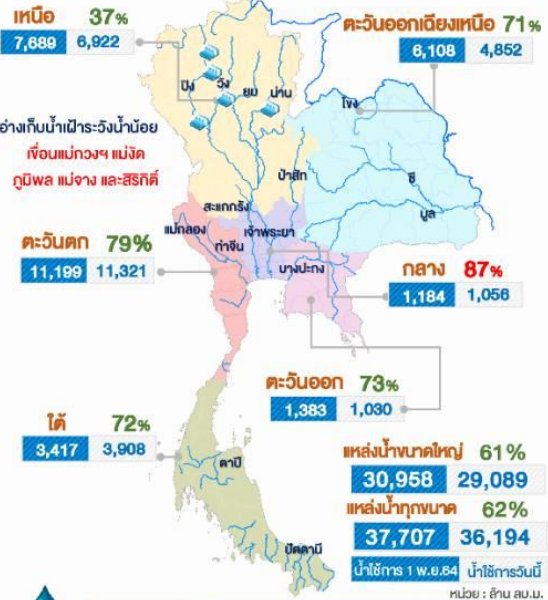 เหนือ 37%
7,689 6,922
ตะวันออกเฉียงเหนือ 71%
6,108 4,852
ปิง วัง ยม น่าน
โขง
อ่างเก็บน้ำเฝ้าระวังน้ำน้อย
เขื่อนแม่กวงฯ แม่งัด
ภูมิพล แม่จาง และสิริกิติ์
ป่าสัก
ชี
มูล
สะแกกรัง
แม่กลอง
ท่าจีน
เจ้าพระยา
บางปะกง
ตะวันตก 79%
11,199 11,321
กลาง 87%
1,184 1,056
ตะวันออก 73%
1,383 1,030
ใต้ 72%
3,417 3,908
ตาปี
ปัตตานี
แหล่งน้ำขนาดใหญ่ 61%
30,958 29,089
แหล่งน้ำทุกขนาด 62%
37,707 36,194
น้ำใช้การ 1 พ.ย.64 น้ำใช้การวันนี้
หน่วย : ล้าน ลบ.ม.